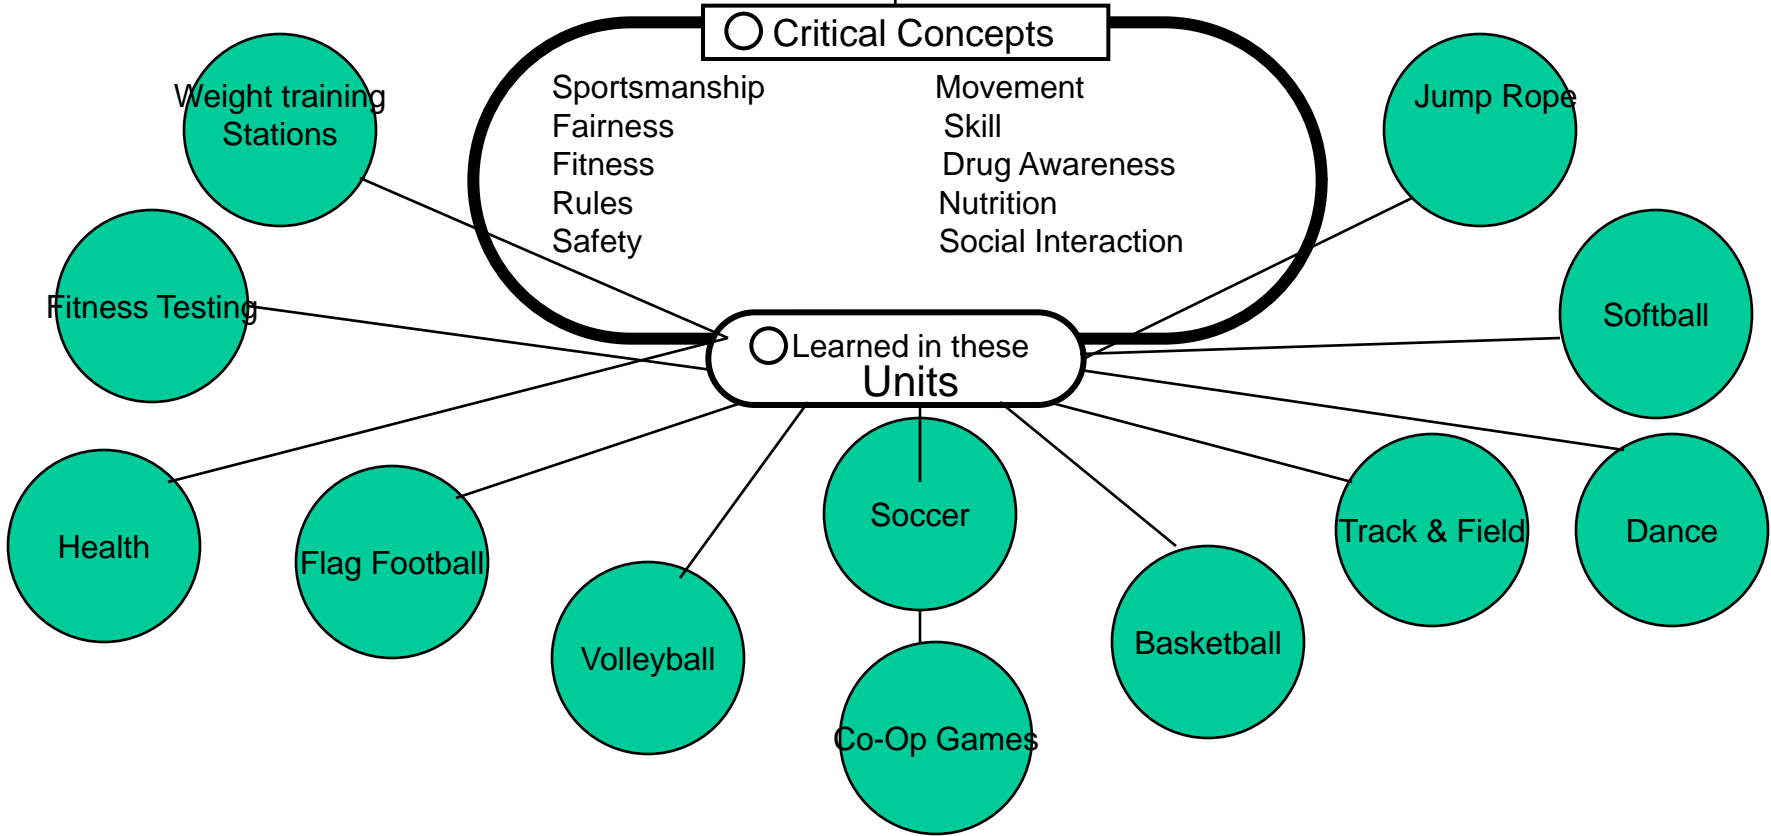 Critical Concepts
Sportsmanship
Fairness
Fitness
Rules
Safety
Movement
Skill
Drug Awareness
Nutrition
Social Interaction
Learned in these
Units
Weight training
Stations
Fitness Testing
Health
Flag Football
Volleyball
Soccer
Co-Op Games
Basketball
Track & Field
Dance
Softball
Jump Rope